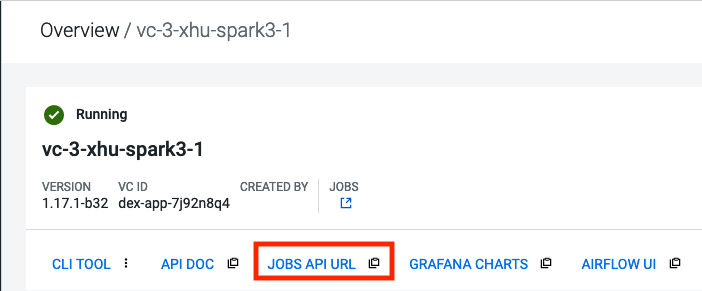 Overview / vc-3-xhu-spark3-1
Running
vc-3-xhu-spark3-1
VERSION VC ID CREATED BY JOBS
1.17.1-b32 dex-app-7j92n8q4
CLI TOOL API DOC JOBS API URL GRAFANA CHARTS AIRFLOW UI